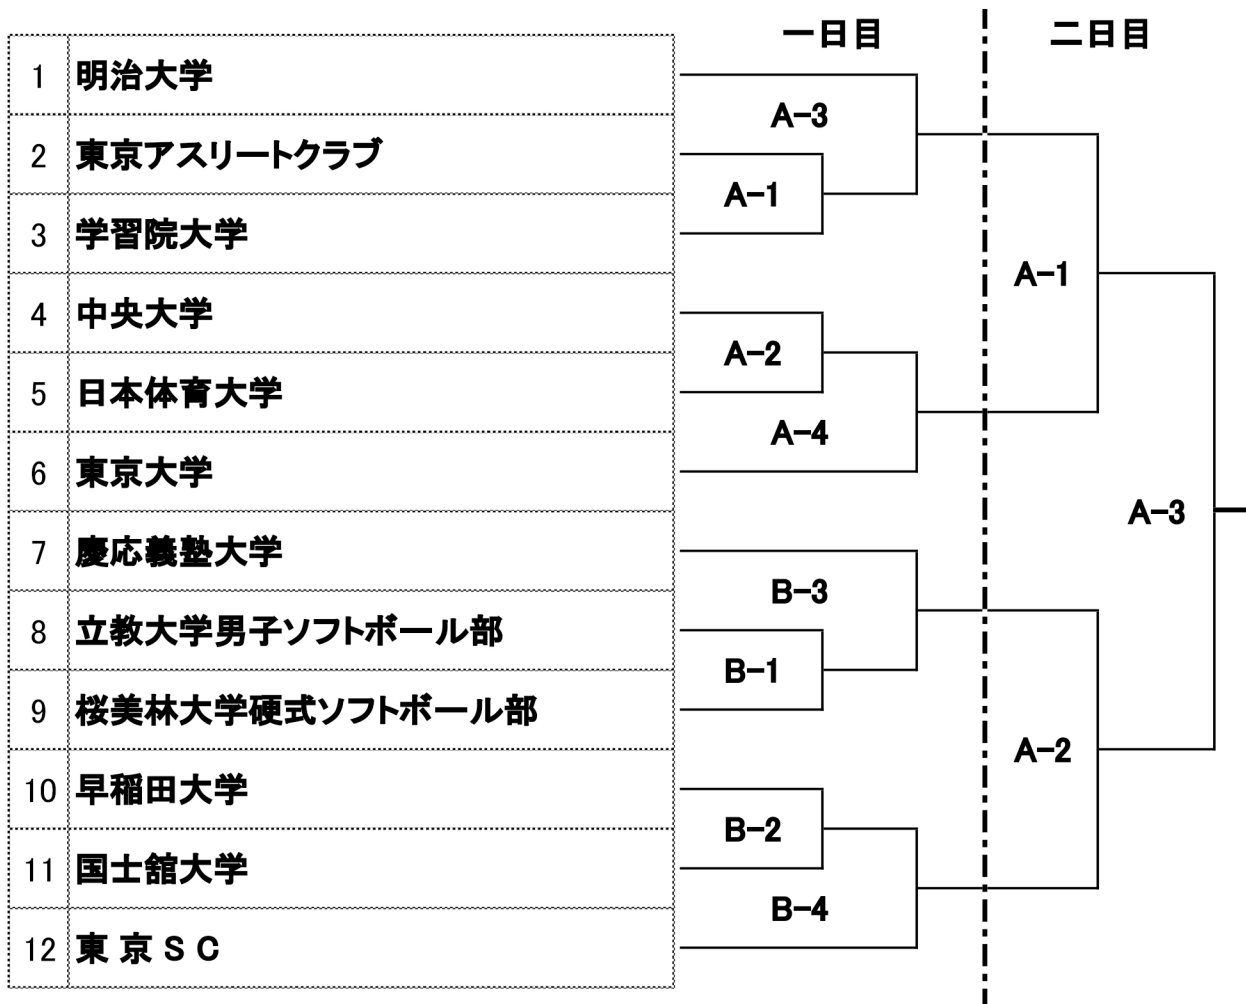 一日目
二日目
1 明治大学
2 東京アスリートクラブ
3 学習院大学
4 中央大学
5 日本体育大学
6 東京大学
7 慶応義塾大学
8 立教大学男子ソフトボール部
9 桜美林大学硬式ソフトボール部
10 早稲田大学
11 国士舘大学
12 東京SC
A-3
A-1
A-2
A-4
B-3
B-1
B-2
B-4
A-1
A-2
A-3